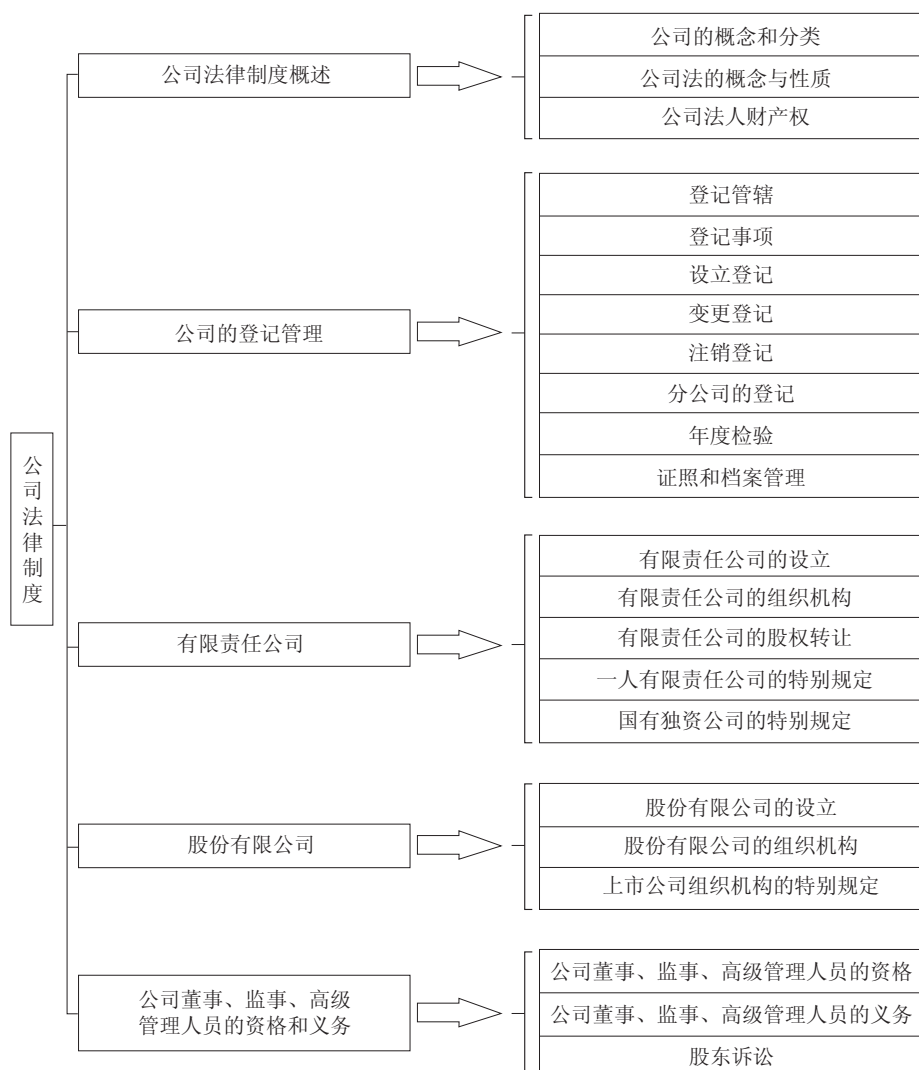 公司法律制度
公司法律制度概述
公司的概念和分类
公司法的概念与性质
公司法人财产权
公司的登记管理
登记管辖
登记事项
设立登记
变更登记
注销登记
分公司的登记
年度检验
证照和档案管理
有限责任公司
有限责任公司的设立
有限责任公司的组织机构
有限责任公司的股权转让
一人有限责任公司的特别规定
国有独资公司的特别规定
股份有限公司
股份有限公司的设立
股份有限公司的组织机构
上市公司组织机构的特别规定
公司董事、监事、高级
管理人员的资格和义务
公司董事、监事、高级管理人员的资格
公司董事、监事、高级管理人员的义务
股东诉讼